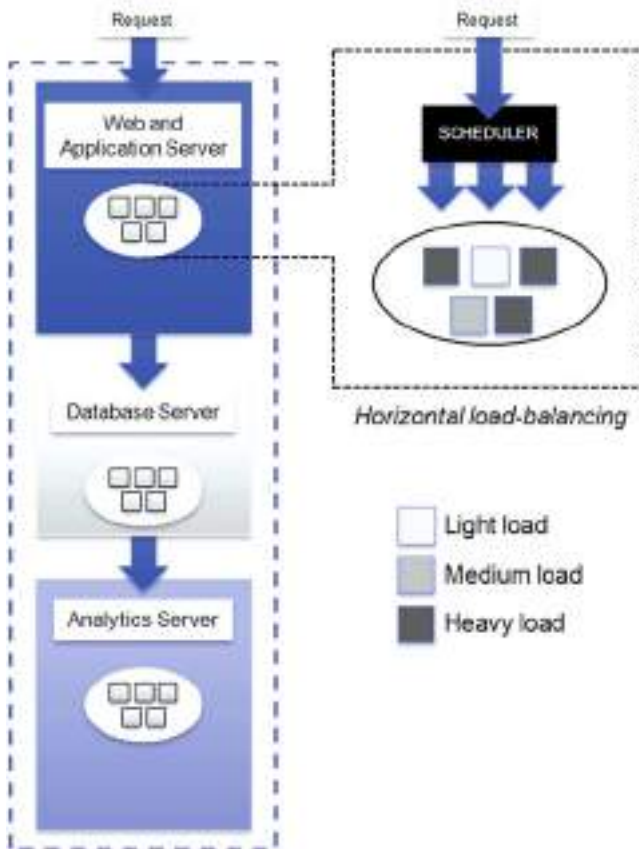 Request
Web and
Application Server
Database Server
Analytics Server
Request
SCHEDULER
Horizontal load-balancing
Light load
Medium load
Heavy load